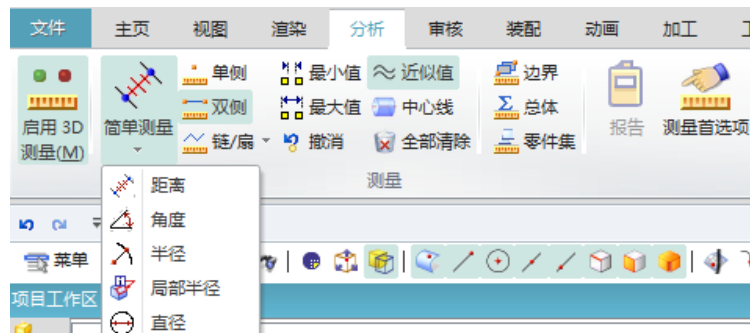 文件 主页 视图 渲染 分析 审核 装配 动画 加工
单侧 最小值 近似值 边界
启用 3D 简单测量 双侧 最大值 中心线 总体 报告 测量首选项
测量(M) 链/扇 撤消 全部清除 零件集
测量
距离
角度
菜单 半径
项目工作区 局部半径
直径